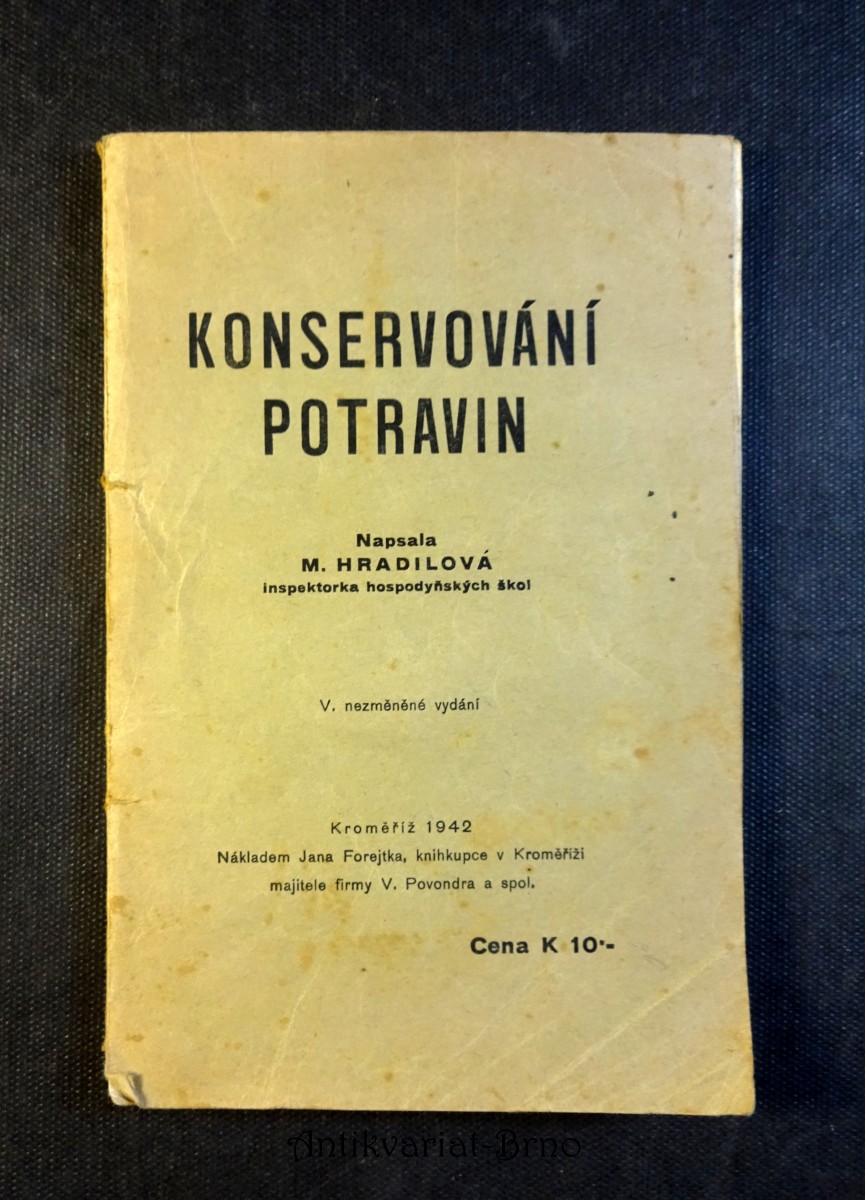 KONSERVOVÁNÍ
POTRAVIN
Napsala
M. HRADILOVÁ
inspektorka hospodyňských škol
V. nezměněné vydání
Kroměříž 1942
Nákladem Jana Forejtka, knihkupce v Kroměříži
majitele firmy V. Povondra a spol.
Cena K 10·-
Antikvariat-Brno